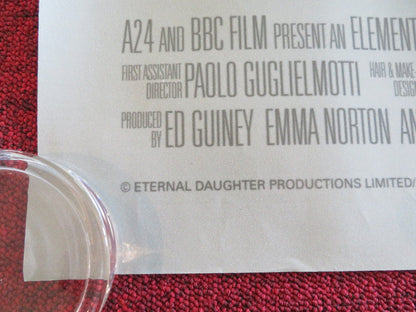 A24 AND BBC FILM PRESENT AN ELEMENT
FIRST ASSISTANT DIRECTOR PAOLO GUGLIELMOTTI HAIR & MAKE- DESIGN
PRODUCED BY ED GUINEY EMMA NORTON AN
© ETERNAL DAUGHTER PRODUCTIONS LIMITED/